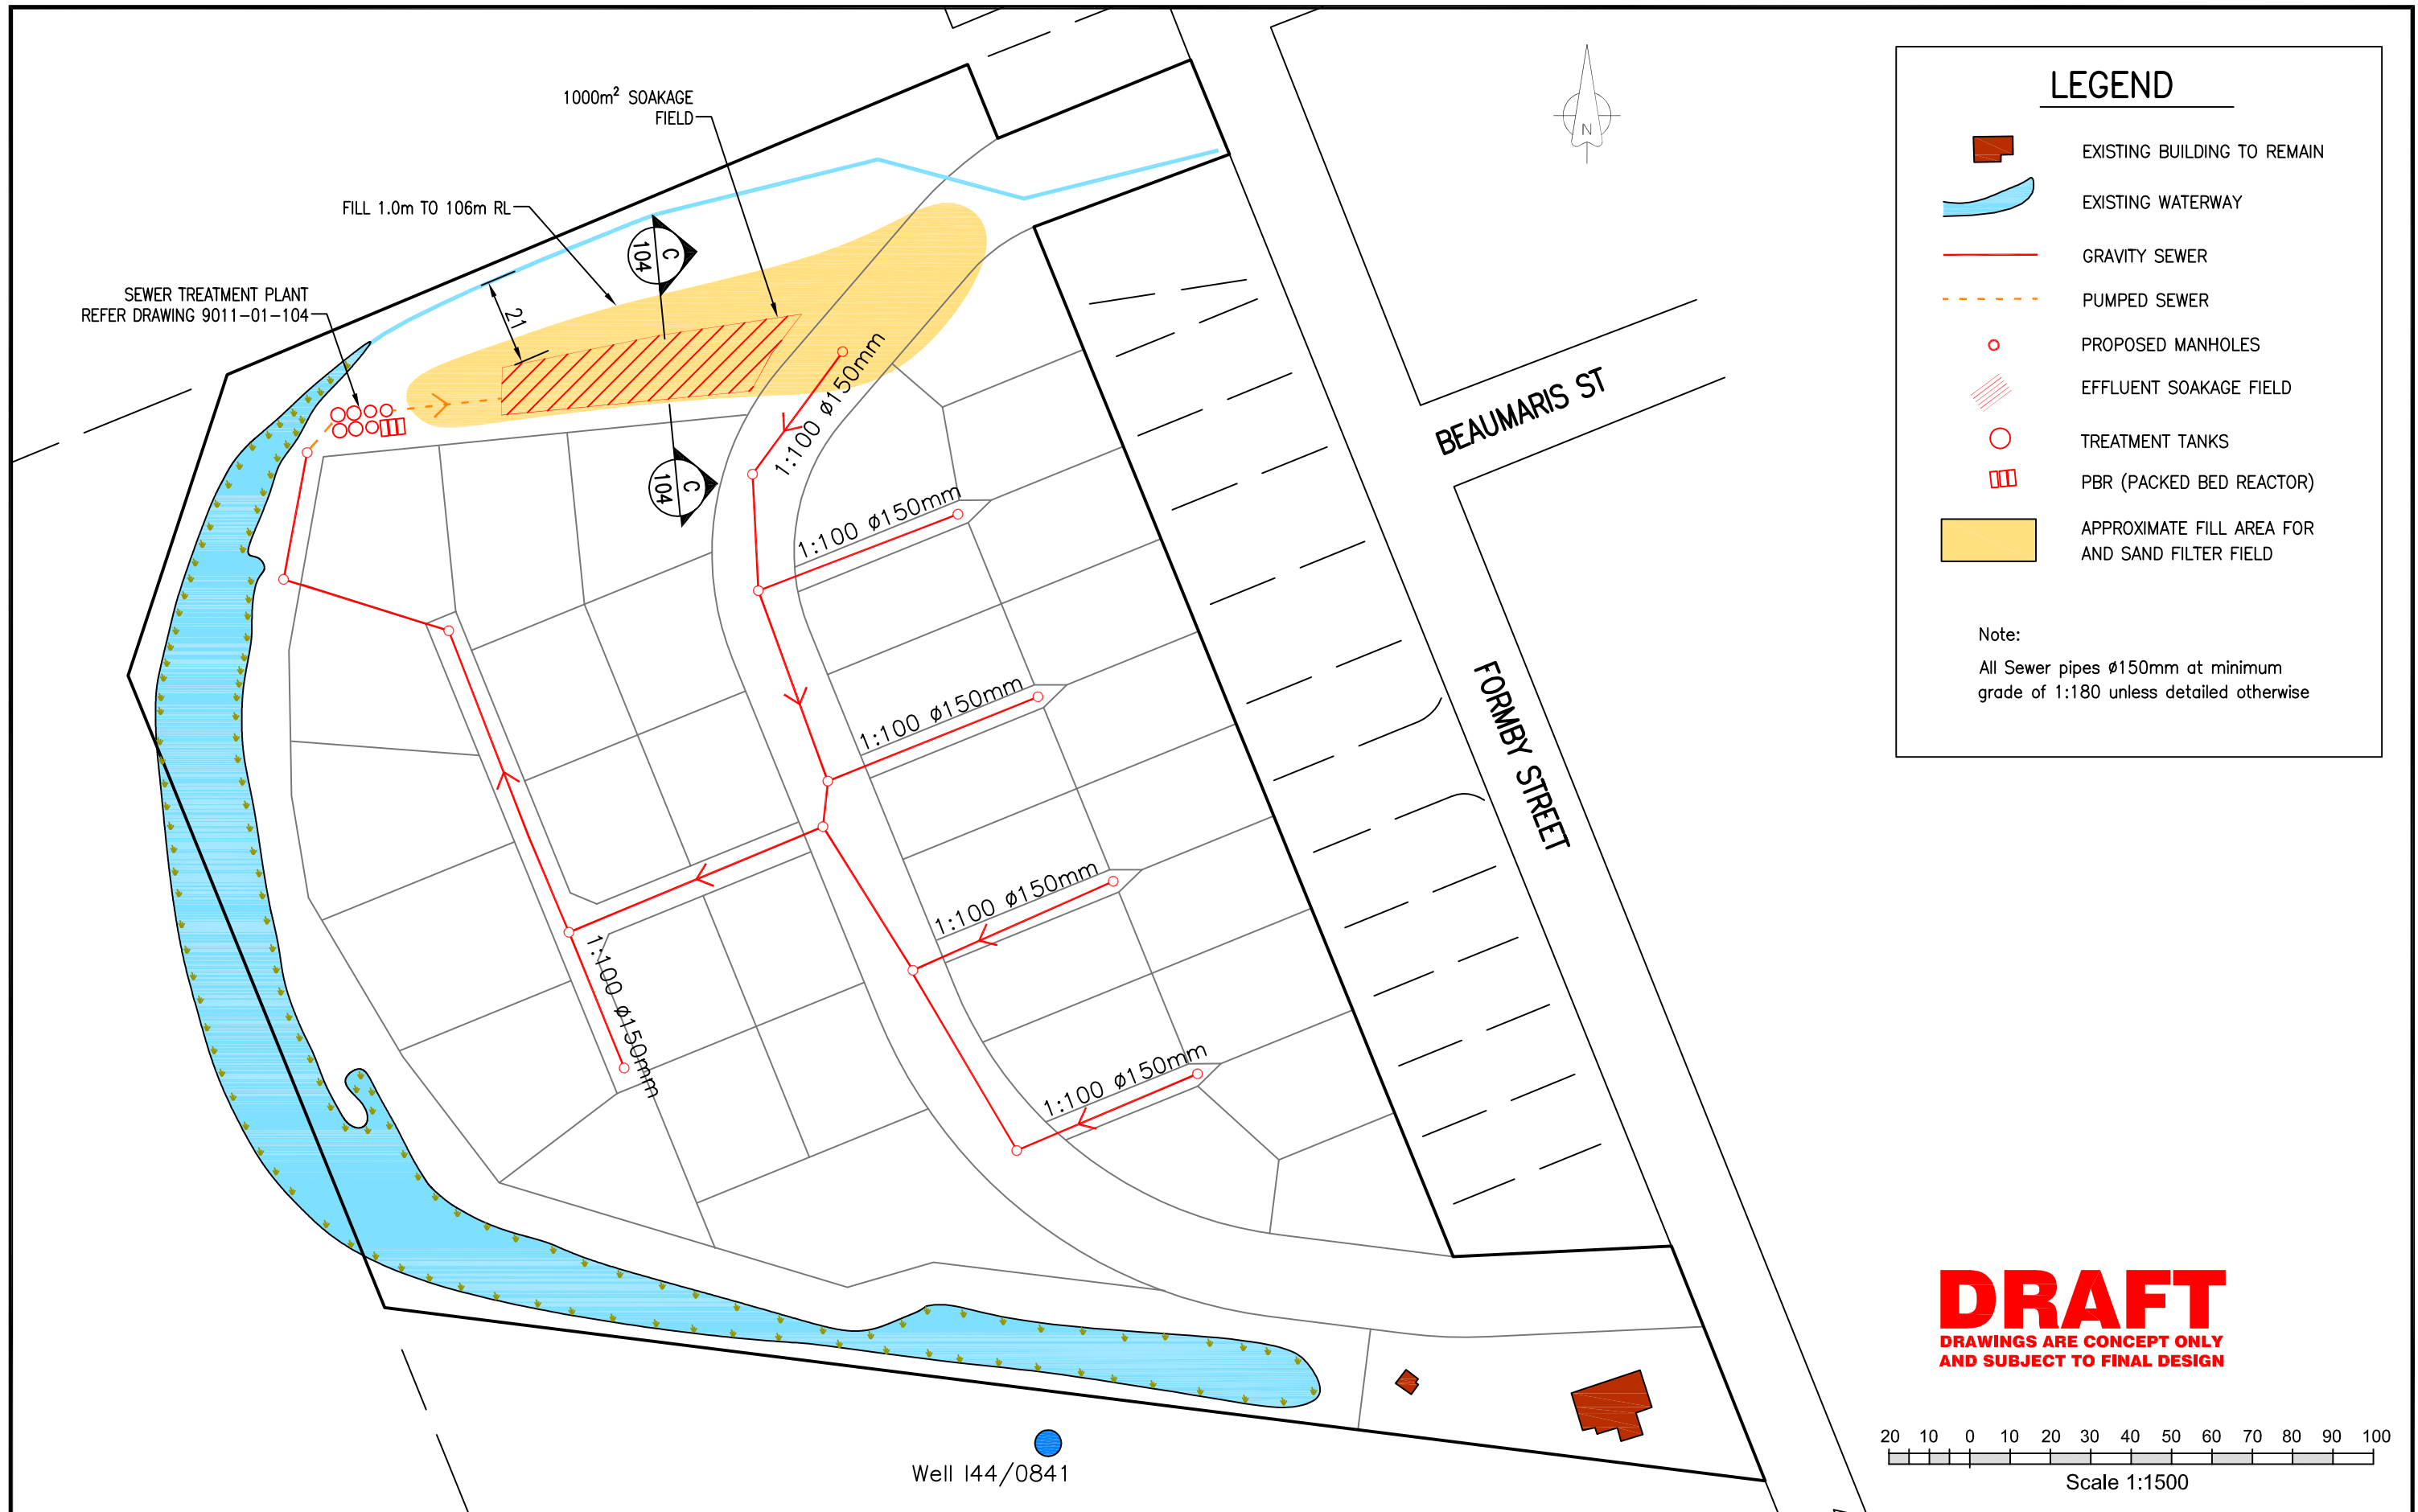 1000m² SOAKAGE
FIELD
FILL 1.0m TO 106m RL
SEWER TREATMENT PLANT
REFER DRAWING 9011-01-104
21
C
104
C
104
N
1:100 ø150mm
1:100 ø150mm
1:100 ø150mm
1:100 ø150mm
1:100 ø150mm
1:100 ø150mm
BEAUMARIS ST
FORMBY STREET
Well I44/0841
LEGEND
EXISTING BUILDING TO REMAIN
EXISTING WATERWAY
GRAVITY SEWER
PUMPED SEWER
PROPOSED MANHOLES
EFFLUENT SOAKAGE FIELD
TREATMENT TANKS
PBR (PACKED BED REACTOR)
APPROXIMATE FILL AREA FOR
AND SAND FILTER FIELD
Note:
All Sewer pipes ø150mm at minimum
grade of 1:180 unless detailed otherwise
DRAFT
DRAWINGS ARE CONCEPT ONLY
AND SUBJECT TO FINAL DESIGN
20 10 0 10 20 30 40 50 60 70 80 90 100
Scale 1:1500